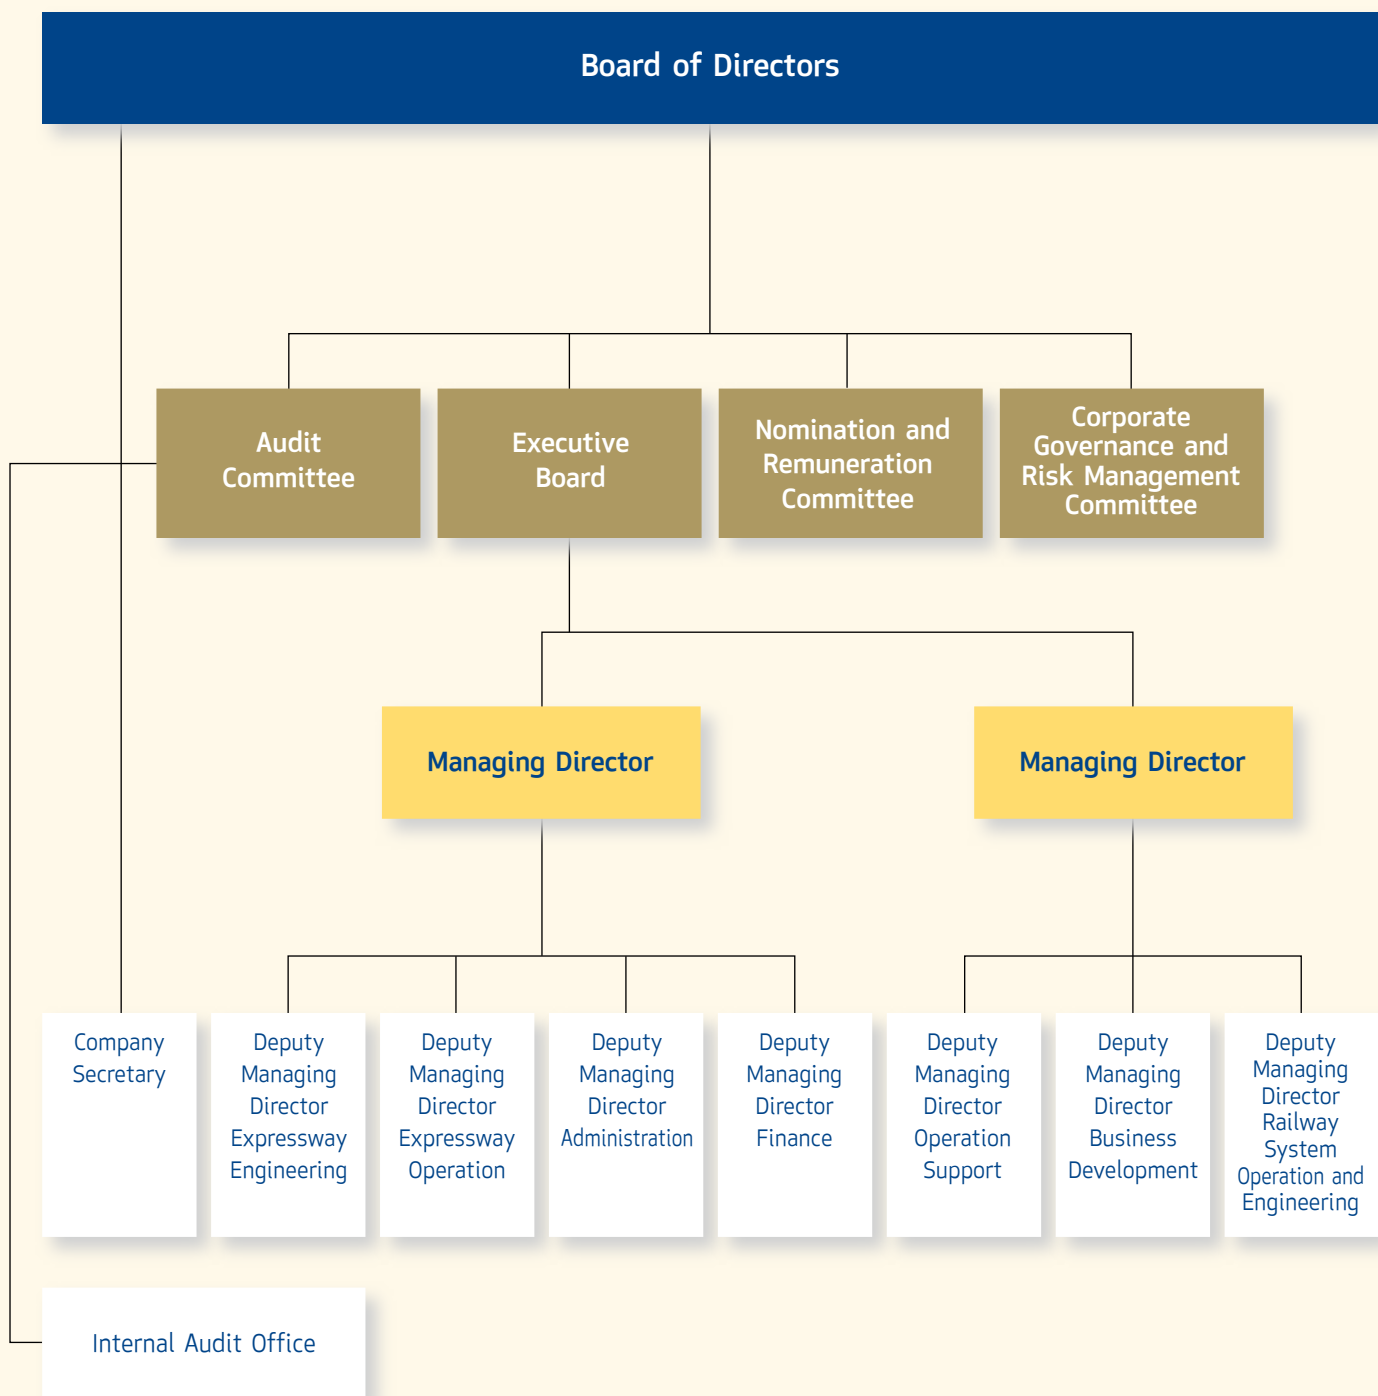 Board of Directors
Audit
Committee
Executive
Board
Nomination and
Remuneration
Committee
Corporate
Governance and
Risk Management
Committee
Managing Director
Managing Director
Company
Secretary
Deputy
Managing
Director
Expressway
Engineering
Deputy
Managing
Director
Expressway
Operation
Deputy
Managing
Director
Administration
Deputy
Managing
Director
Finance
Deputy
Managing
Director
Operation
Support
Deputy
Managing
Director
Business
Development
Deputy
Managing
Director
Railway
System
Operation and
Engineering
Internal Audit Office